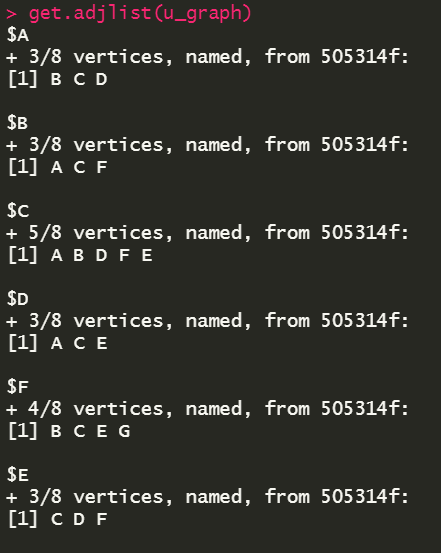 > get.adjlist(u_graph)
$A
+ 3/8 vertices, named, from 505314f:
[1] B C D
$B
+ 3/8 vertices, named, from 505314f:
[1] A C F
$C
+ 5/8 vertices, named, from 505314f:
[1] A B D F E
$D
+ 3/8 vertices, named, from 505314f:
[1] A C E
$F
+ 4/8 vertices, named, from 505314f:
[1] B C E G
$E
+ 3/8 vertices, named, from 505314f:
[1] C D F